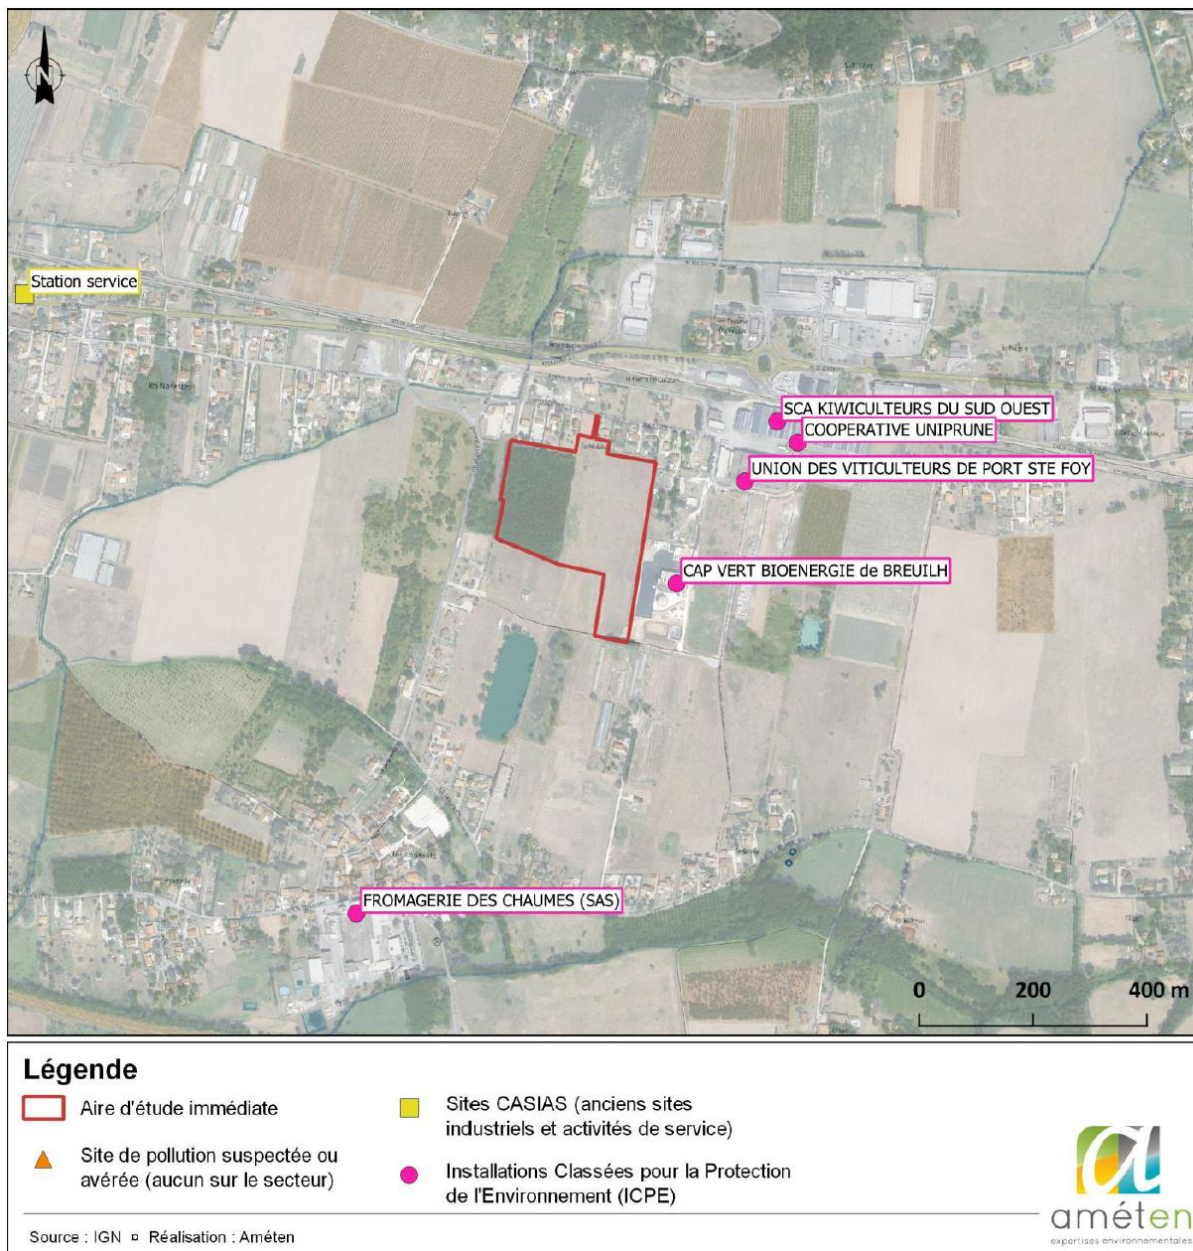 N
Station service
SCA KIWICULTEURS DU SUD OUEST
COOPERATIVE UNIPRUNE
UNION DES VITICULTEURS DE PORT STE FOY
CAP VERT BIOENERGIE de BREUILH
FROMAGERIE DES CHAUMES (SAS)
0 200 400 m
Légende
Aire d'étude immédiate
Site de pollution suspectée ou
avérée (aucun sur le secteur)
Sites CASIAS (anciens sites
industriels et activités de service)
Installations Classées pour la Protection
de l'Environnement (ICPE)
Source : IGN ¤ Réalisation : Améten
améten
expertises environnementales